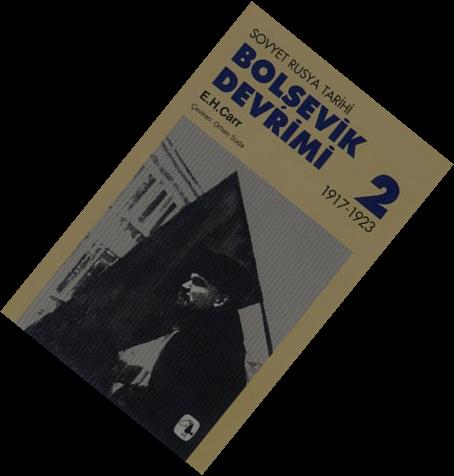 SOVYET RUSYA TARİHİ
BOLŞEVİK
DEVRİMİ 2
1917-1923
E.H.Carr
Çeviren: Orhan Suda